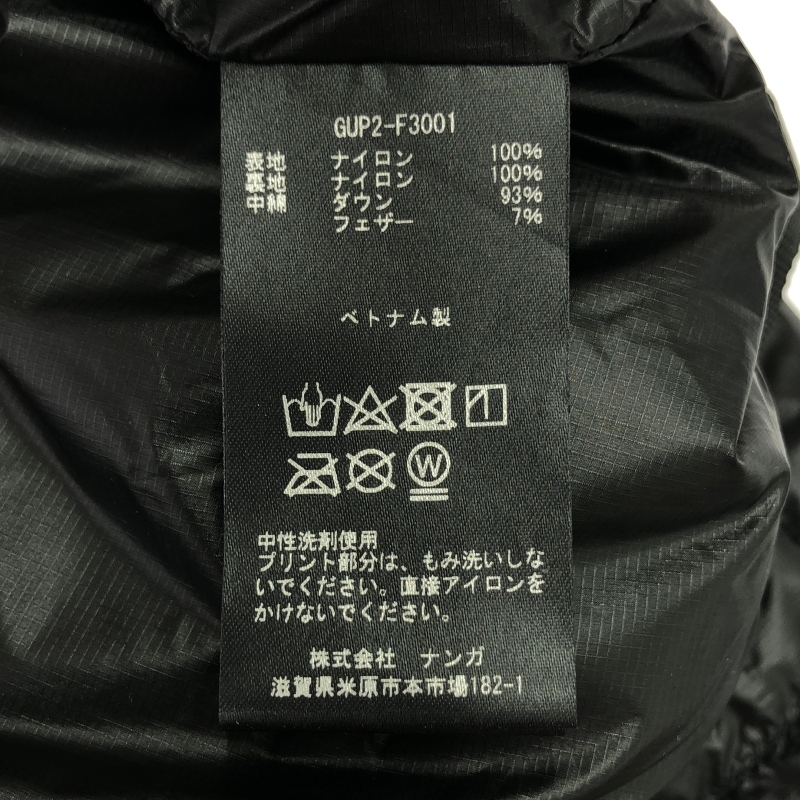 GUP2-F3001
表地 ナイロン 100%
裏地 ナイロン 100%
中綿 ダウン 93%
フェザー 7%
ベトナム製
W
中性洗剤使用
プリント部分は、もみ洗いしな
いでください。直接アイロンを
かけないでください。
株式会社 ナンガ
滋賀県米原市本市場182-1